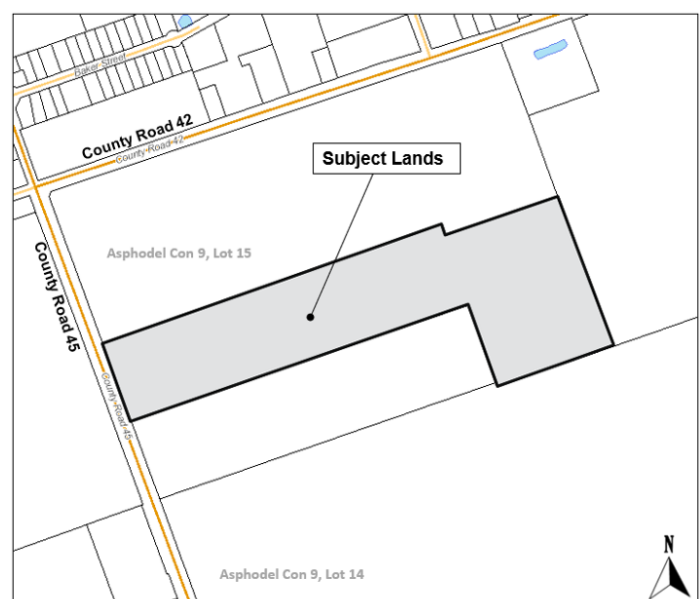 Baker Street
County Road 42
County Road 42
Subject Lands
Asphodel Con 9, Lot 15
County Road 45
County Road 45
N
Asphodel Con 9, Lot 14